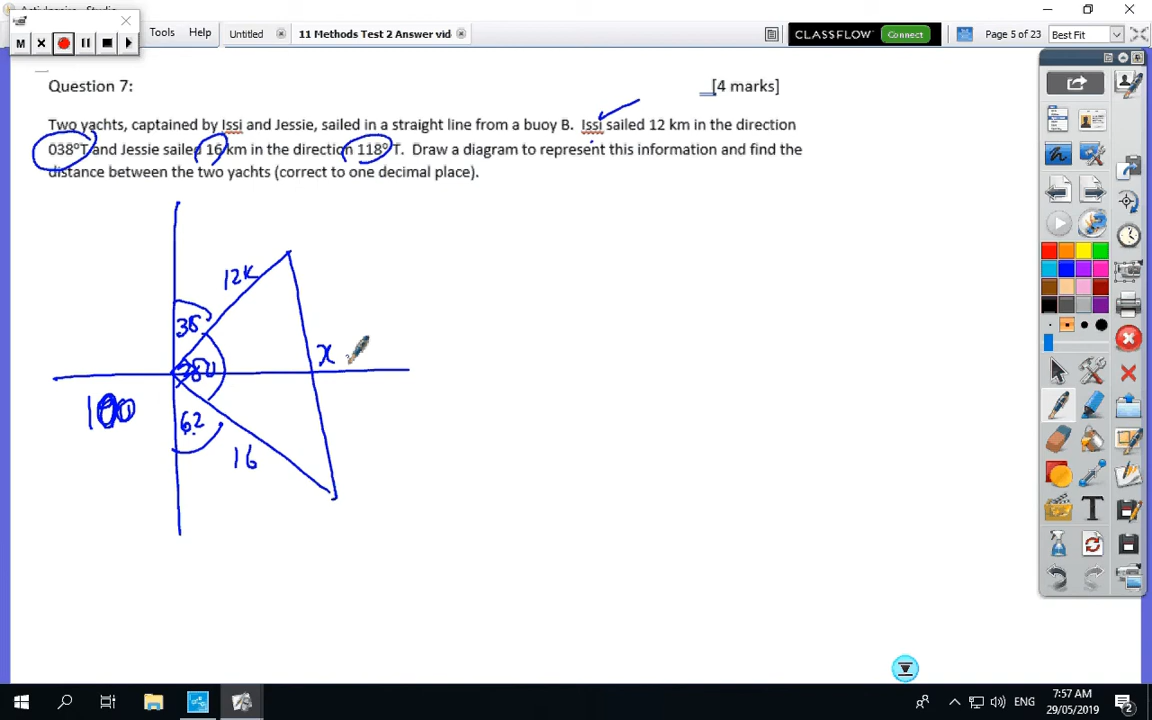 M
Tools
Help
Untitled
11 Methods Test 2 Answer vid
CLASSFLOW
Connect
Page 5 of 23
Best Fit
Question 7:
[4 marks]
Two yachts, captained by Issi and Jessie, sailed in a straight line from a buoy B. Issi sailed 12 km in the direction
038°T and Jessie sailed 16 km in the direction 118° T. Draw a diagram to represent this information and find the
distance between the two yachts (correct to one decimal place).
12k
38
x
62
16
T
ENG
7:57 AM
29/05/2019
2